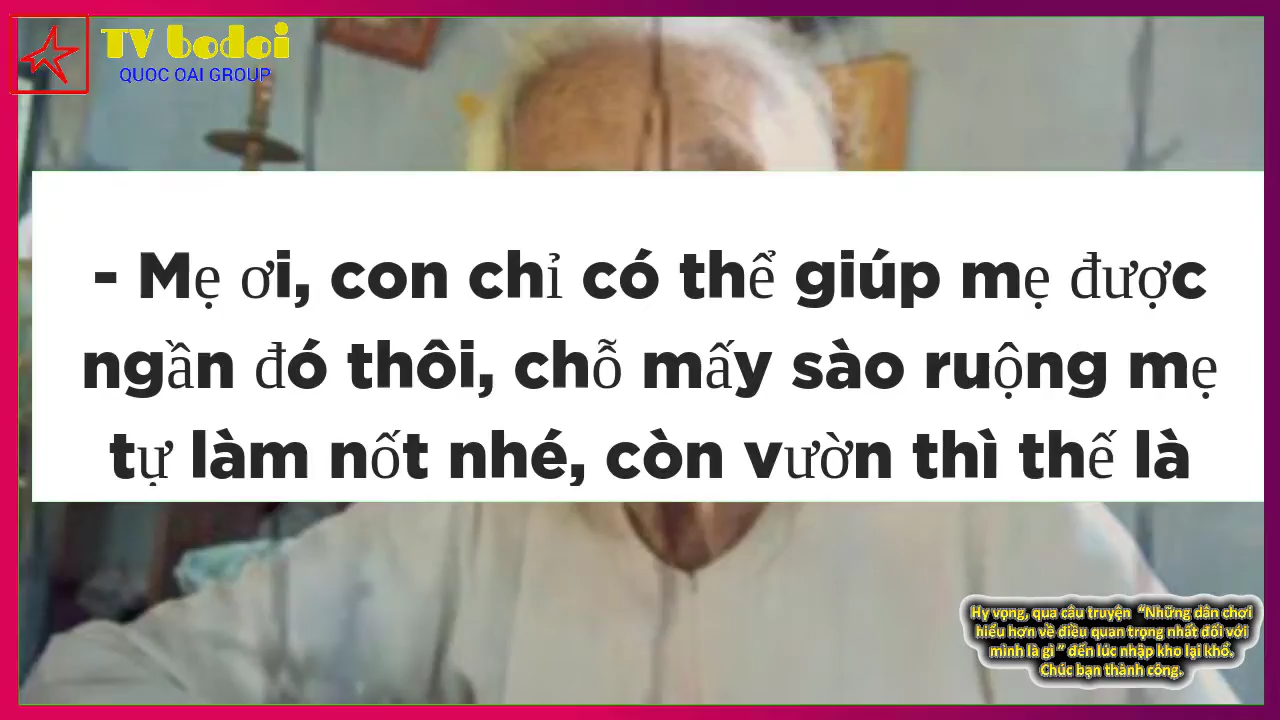 TV bodoi
QUOC OAI GROUP
- Mẹ ơi, con chỉ có thể giúp mẹ được
ngần đó thôi, chỗ mấy sào ruộng mẹ
tự làm nốt nhé, còn vườn thì thế là
Hy vọng, qua câu truyện “Những dân chơi
hiểu hơn về điều quan trọng nhất đối với
mình là gì ” đến lúc nhập kho lại khổ.
Chúc bạn thành công.